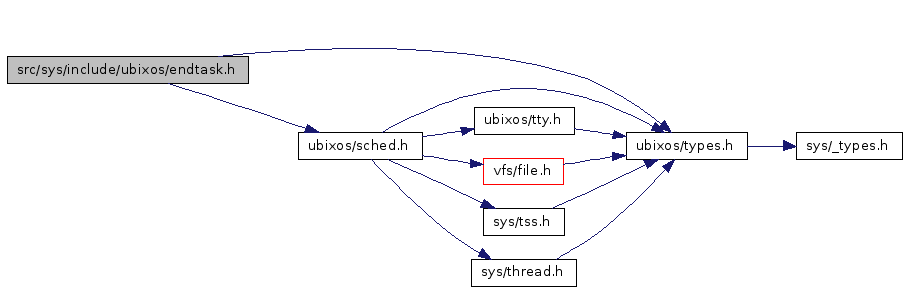 src/sys/include/ubixos/endtask.h
ubixos/sched.h
ubixos/tty.h
vfs/file.h
sys/tss.h
sys/thread.h
ubixos/types.h
sys/_types.h